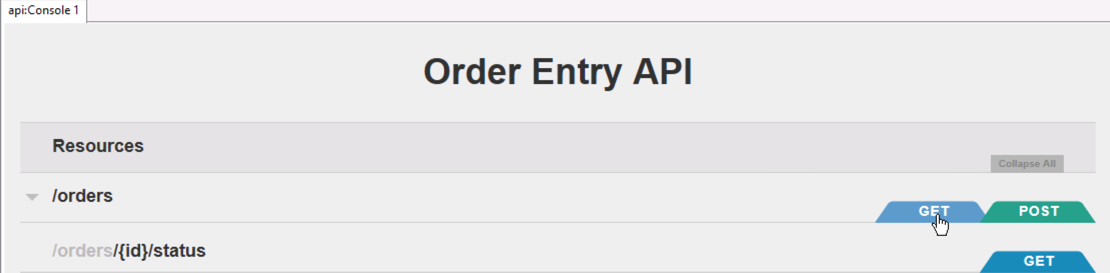 api:Console 1
Order Entry API
Resources
Collapse All
/orders
GET POST
/orders/{id}/status
GET